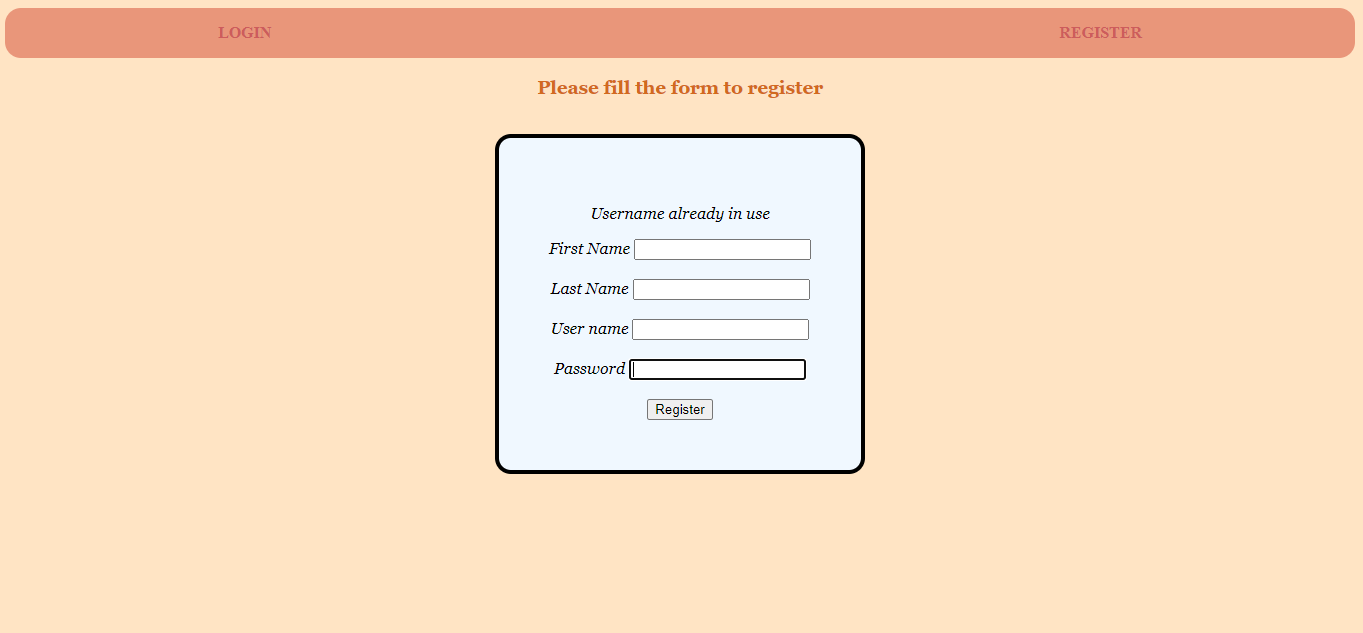 LOGIN REGISTER
Please fill the form to register
Username already in use
First Name
Last Name
User name
Password
Register